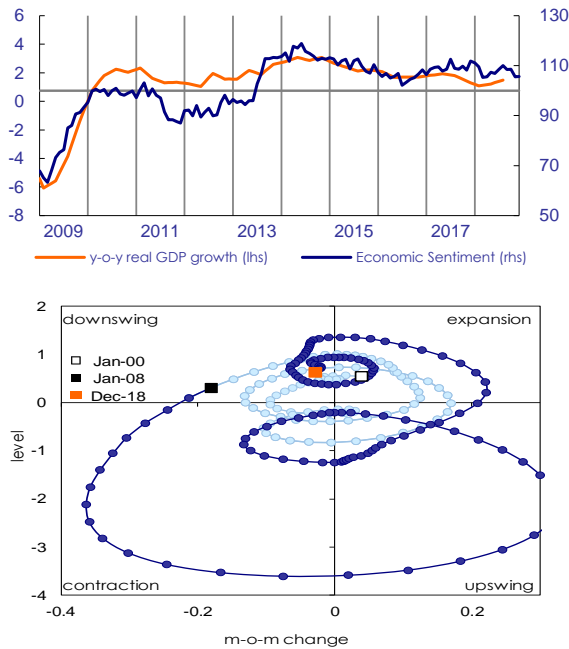 6 130
4
110
2
0 90
-2
-4 70
-6
-8 50
2009 2011 2013 2015 2017
y-o-y real GDP growth (lhs) Economic Sentiment (rhs)
2
downswing expansion
1
Jan-00
Jan-08
Dec-18
0
level
-1
-2
-3
contraction upswing
-4
-0.4 -0.2 0 0.2
m-o-m change